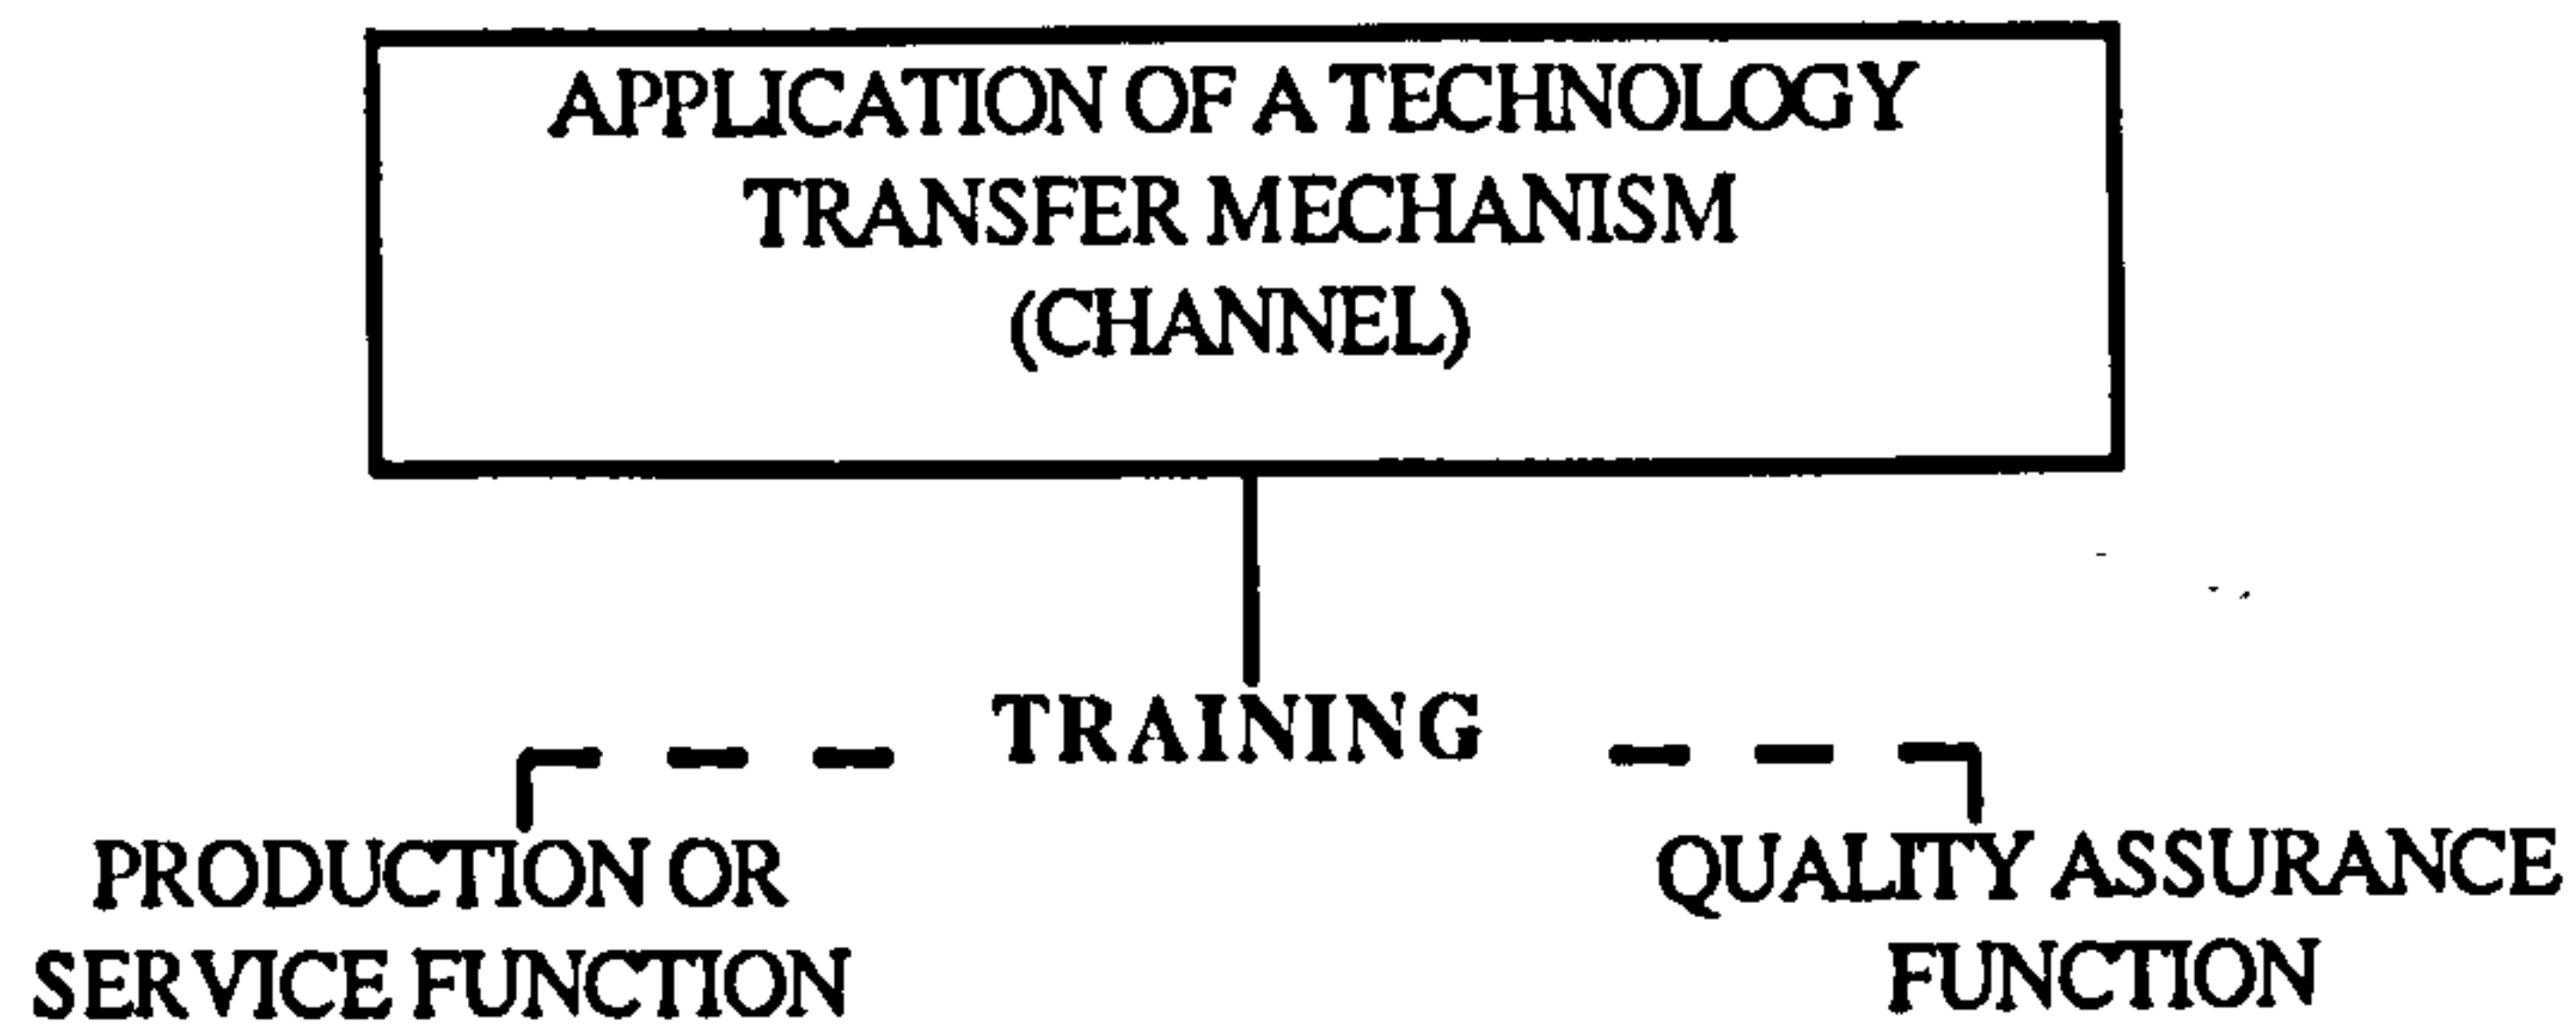 APPLICATION OF A TECHNOLOGY
TRANSFER MECHANISM
(CHANNEL)
TRAINING
PRODUCTION OR
SERVICE FUNCTION
QUALITY ASSURANCE
FUNCTION